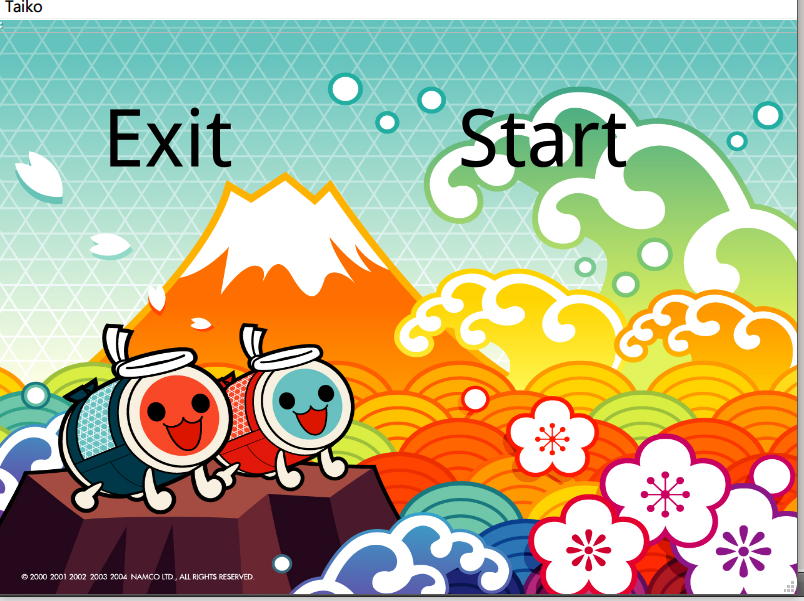 Taiko
Exit
Start
© 2000 2001 2002 2003 2004 NAMCO LTD., ALL RIGHTS RESERVED.